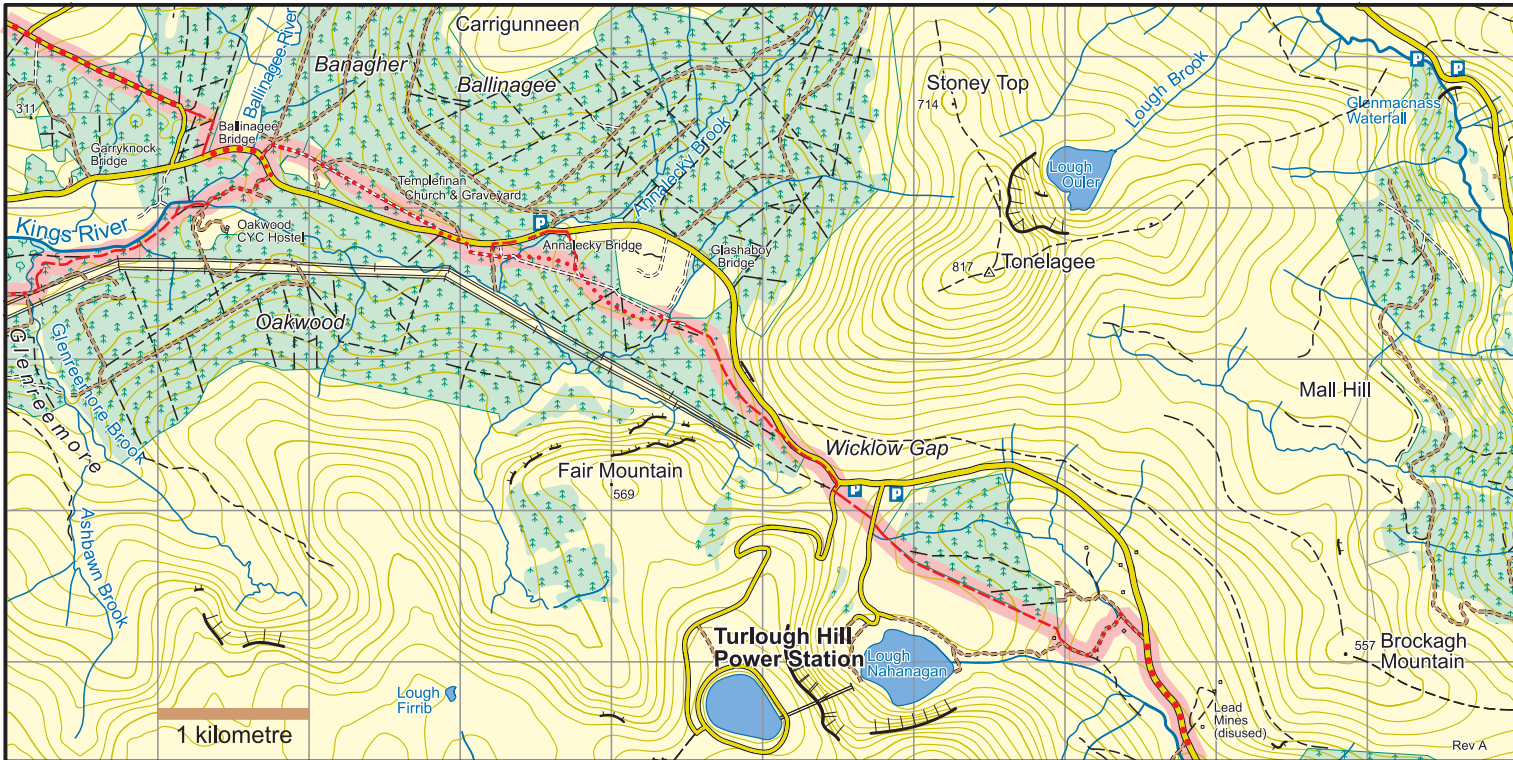 Carrigunneen
Ballinagee River
Banagher
Ballinagee
Stoney Top
714
Lough Brook
P
P
Glenmacnass
Waterfall
311
Garryknock
Bridge
Ballinagee
Bridge
Annalecky Brook
Templefinan
Church & Graveyard
Lough
Ouler
Kings River
Oakwood
CYC Hostel
P
Annalecky Bridge
Glashaboy
Bridge
817
Tonelagee
Oakwood
Glenreemore
Glenreemore Brook
Mall Hill
Wicklow Gap
Fair Mountain
569
P
P
Ashbawn Brook
Turlough Hill
Power Station
Lough
Nahanagan
557
Brockagh
Mountain
Lough
Firrib
Lead
Mines
(disused)
1 kilometre
Rev A